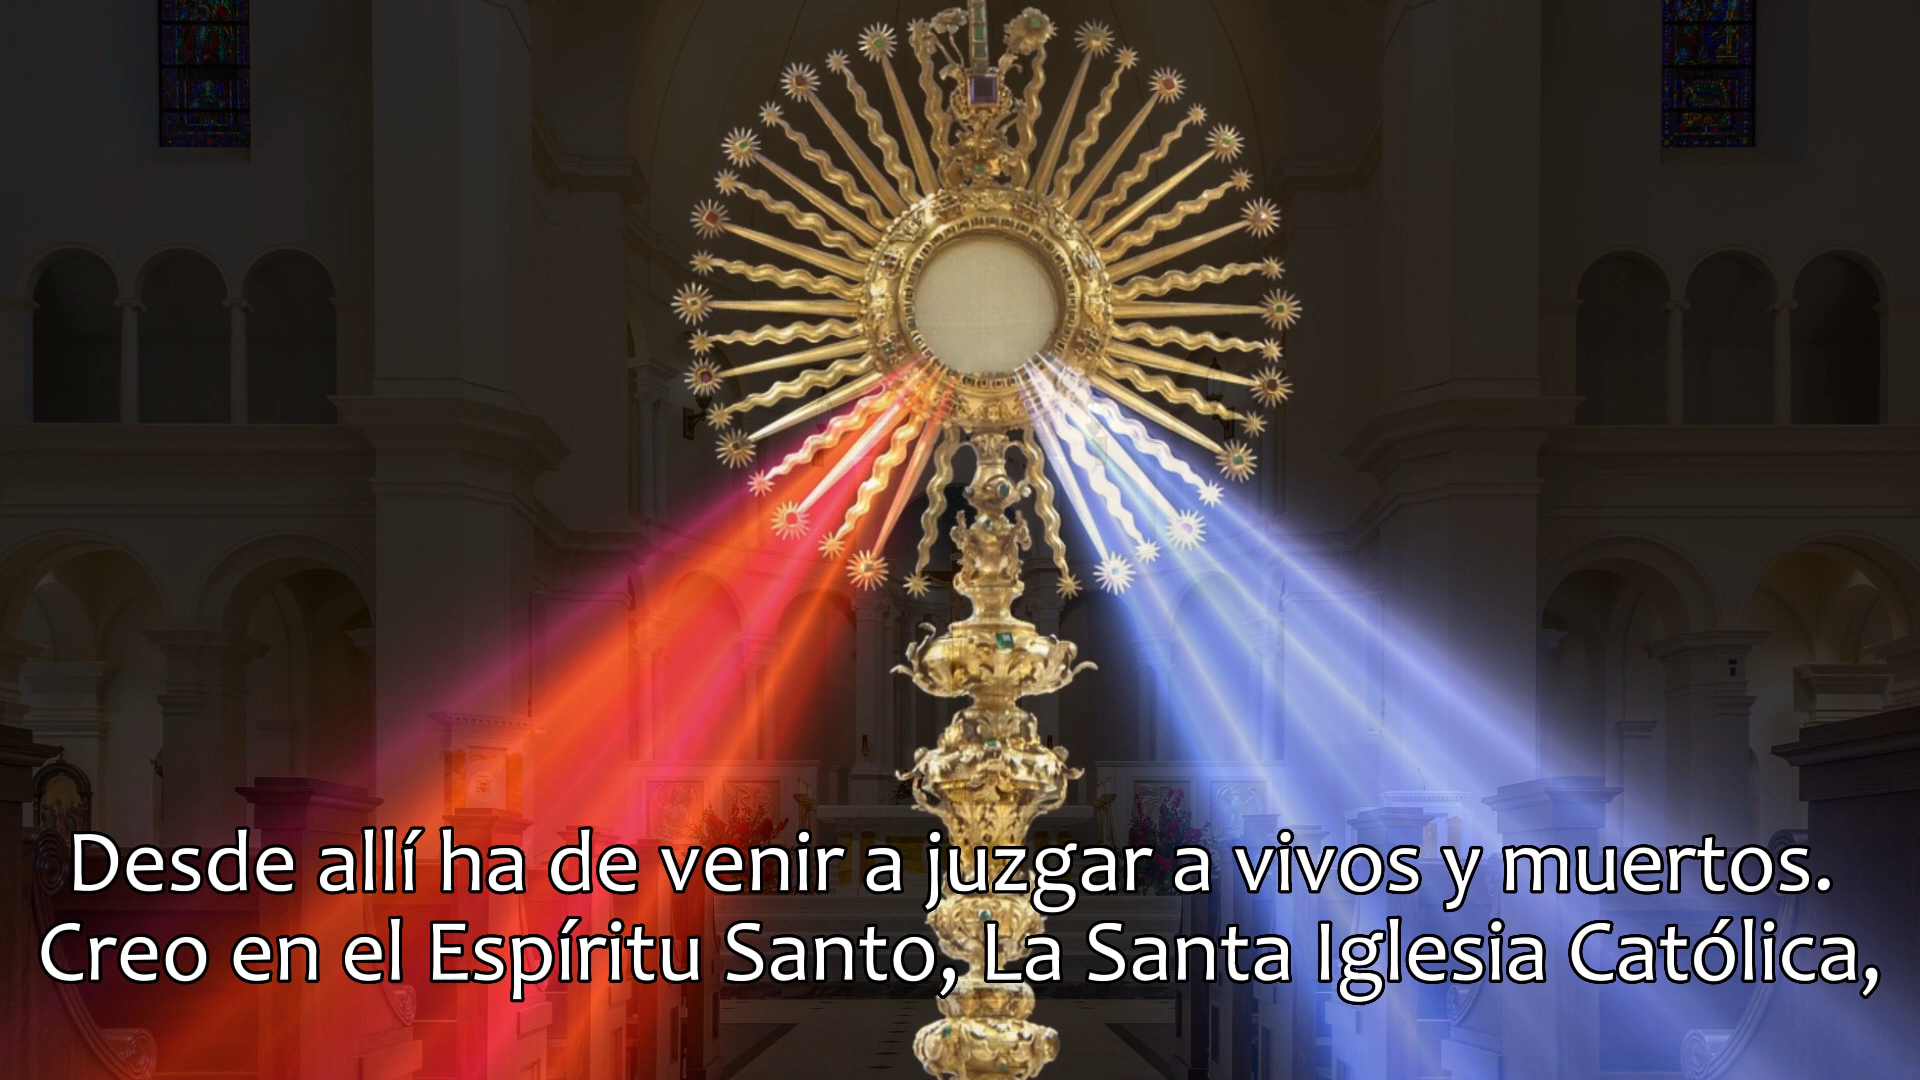 Desde allí ha de venir a juzgar a vivos y muertos.
Creo en el Espíritu Santo, La Santa Iglesia Católica,